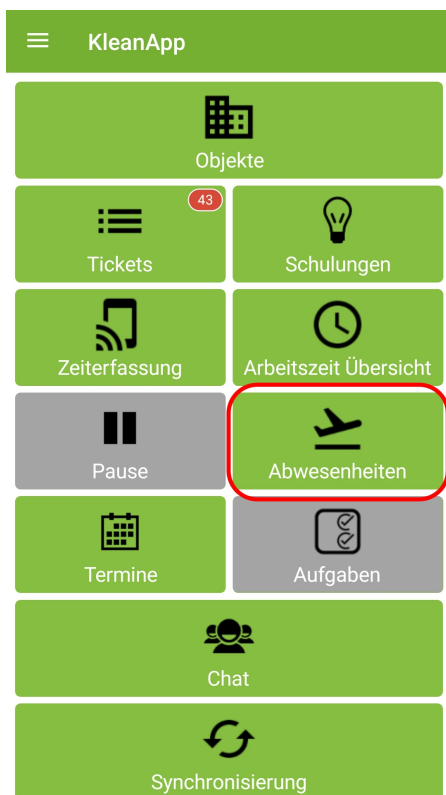 KleanApp
Objekte
43
Tickets
Schulungen
Zeiterfassung
Arbeitszeit Übersicht
Pause
Abwesenheiten
Termine
Aufgaben
Chat
Synchronisierung